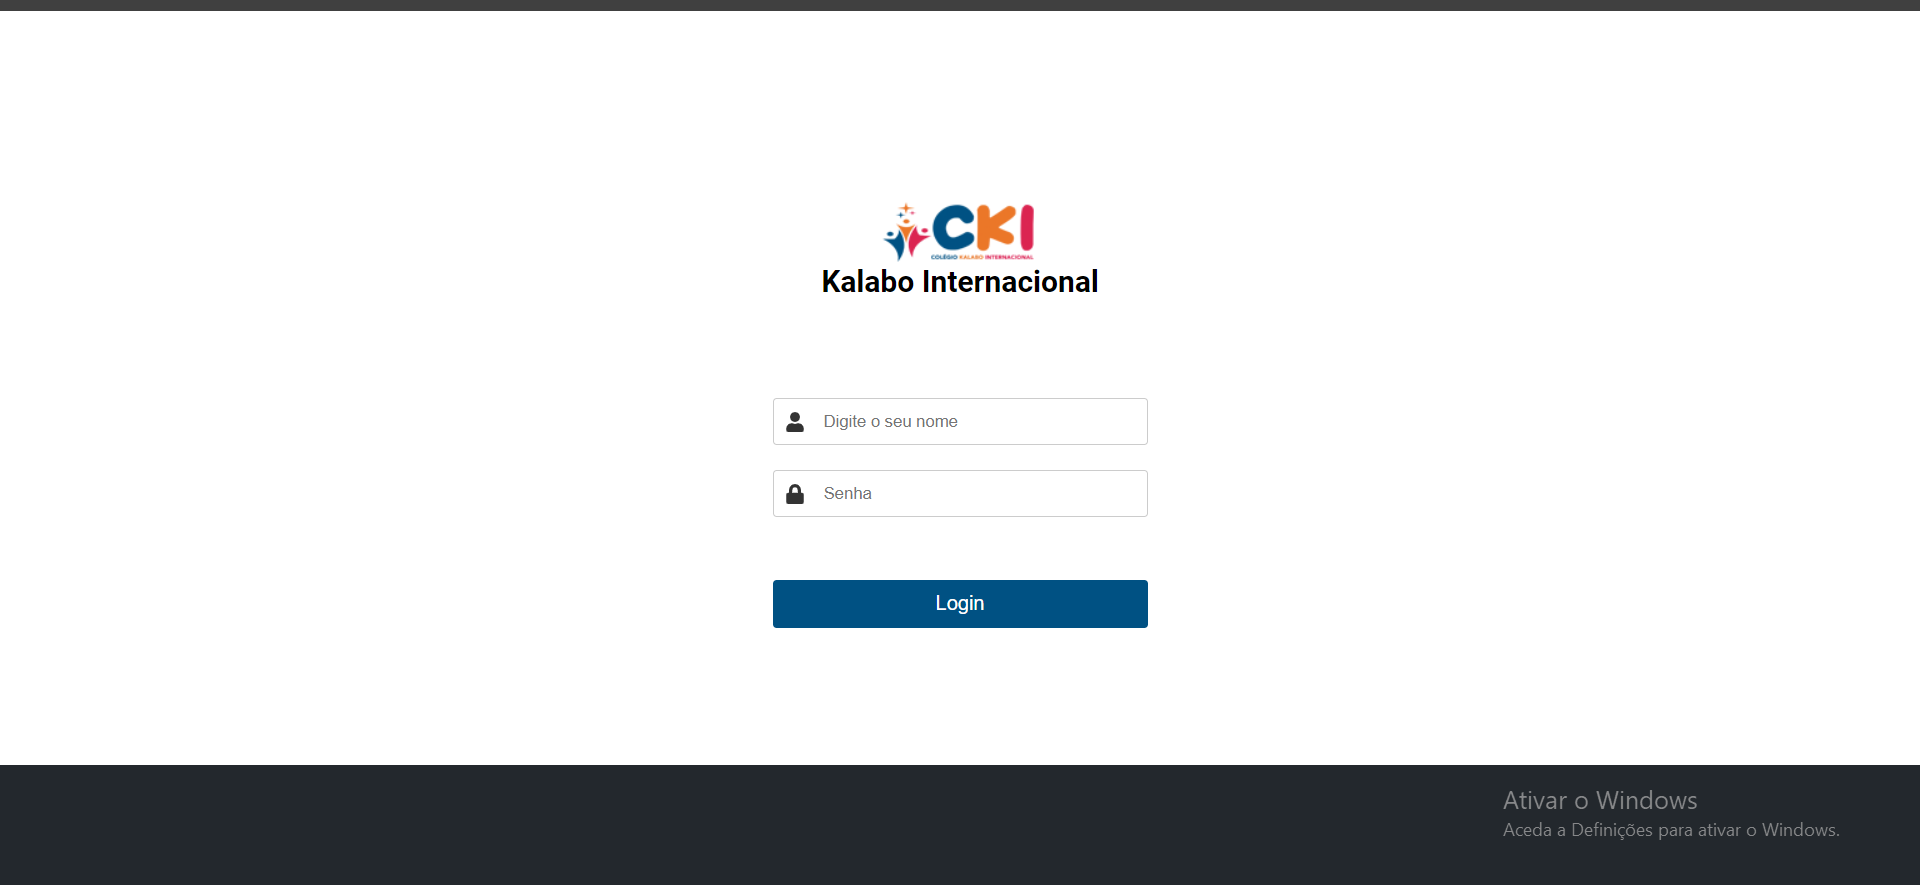 CKI
COLÉGIO KALABO INTERNACIONAL
Kalabo Internacional
Digite o seu nome
Senha
Login
Ativar o Windows
Aceda a Definições para ativar o Windows.